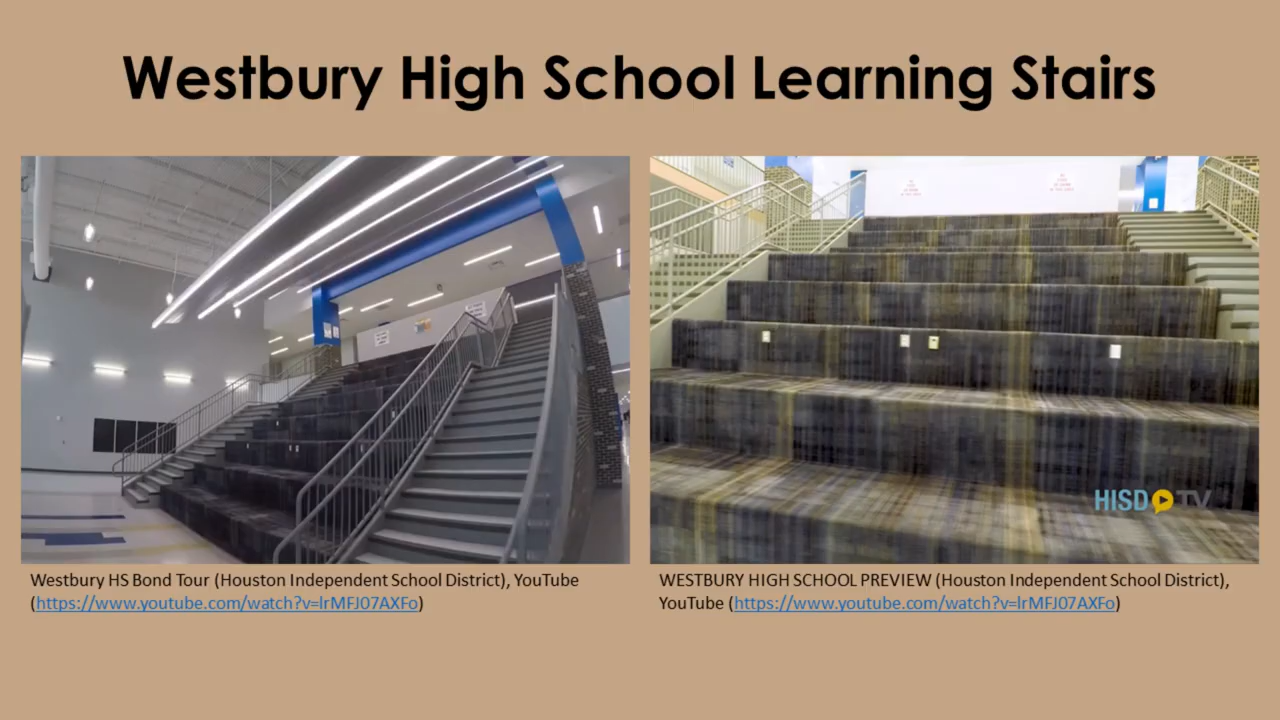 Westbury High School Learning Stairs
HISD TV
Westbury HS Bond Tour (Houston Independent School District), YouTube
(https://www.youtube.com/watch?v=lrMFJ07AXFo)
WESTBURY HIGH SCHOOL PREVIEW (Houston Independent School District),
YouTube (https://www.youtube.com/watch?v=lrMFJ07AXFo)